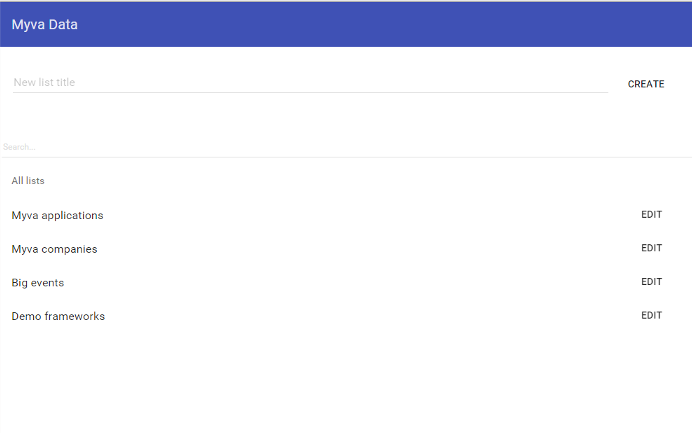 Myva Data
New list title CREATE
Search...
All lists
Myva applications EDIT
Myva companies EDIT
Big events EDIT
Demo frameworks EDIT